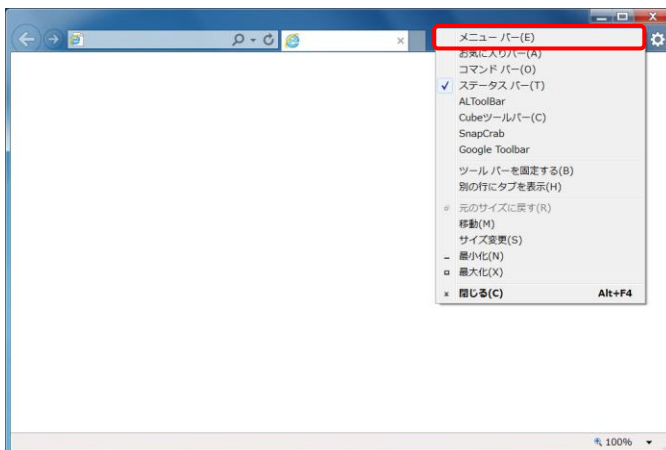 メニュー バー(E)
お気に入りバー(A)
コマンド バー(O)
ステータス バー(T)
ALToolBar
Cubeツールバー(C)
SnapCrab
Google Toolbar
ツール バーを固定する(B)
別の行にタブを表示(H)
元のサイズに戻す(R)
移動(M)
サイズ変更(S)
最小化(N)
最大化(X)
閉じる(C) Alt+F4
100%